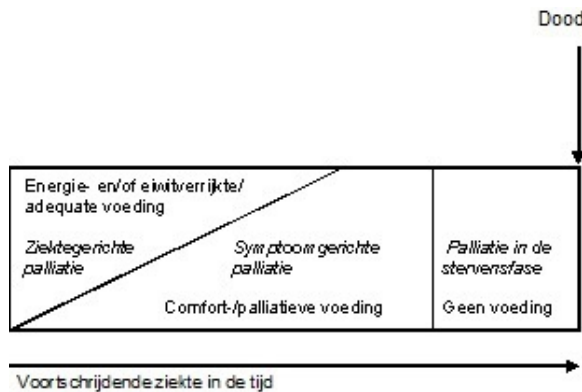 Dood
Energie- en/of eiwitverrijkte/
adequate voeding
Ziektegerichte
palliatie
Symptoomgerichte
palliatie
Palliatie in de
stervensfase
Comfort-/palliatieve voeding
Geen voeding
Voortschrijdende ziekte in de tijd